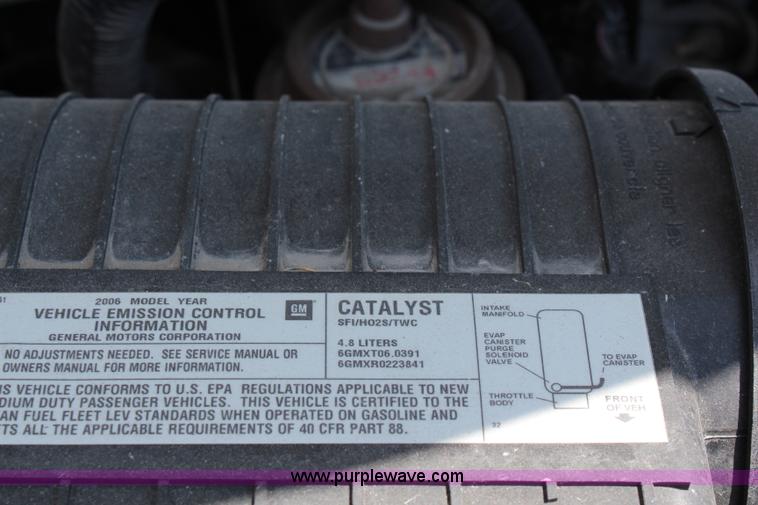 2006 MODEL YEAR
VEHICLE EMISSION CONTROL
INFORMATION
GENERAL MOTORS CORPORATION
GM
NO ADJUSTMENTS NEEDED. SEE SERVICE MANUAL OR
OWNERS MANUAL FOR MORE INFORMATION.
CATALYST
SFI/HO2S/TWC
4.8 LITERS
6GMXT06.0391
6GMXR0223841
IS VEHICLE CONFORMS TO U.S. EPA REGULATIONS APPLICABLE TO NEW
DIUM DUTY PASSENGER VEHICLES. THIS VEHICLE IS CERTIFIED TO THE
AN FUEL FLEET LEV STANDARDS WHEN OPERATED ON GASOLINE AND
TS ALL THE APPLICABLE REQUIREMENTS OF 40 CFR PART 88.
INTAKE
MANIFOLD
EVAP
CANISTER
PURGE
SOLENOID
VALVE
TO EVAP
CANISTER
THROTTLE
BODY
FRONT
OF VEH
32
www.purplewave.com